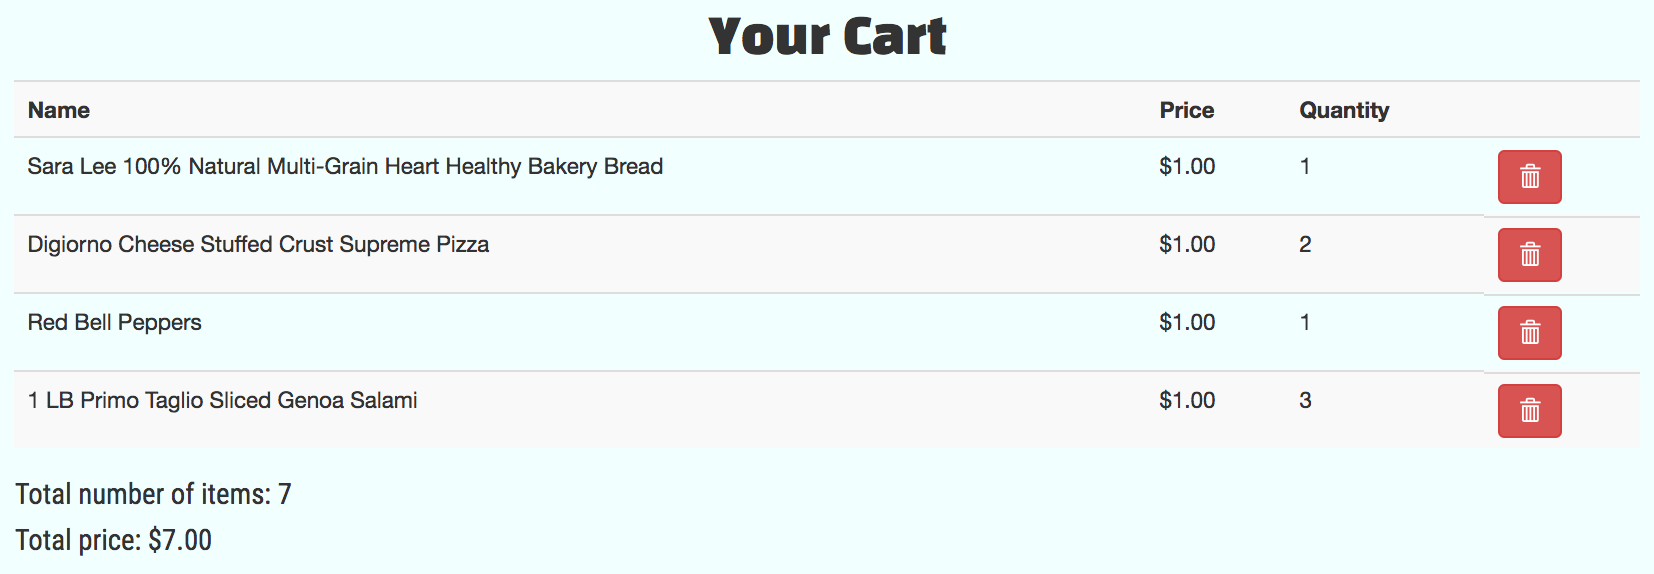 Your Cart
Name Price Quantity
Sara Lee 100% Natural Multi-Grain Heart Healthy Bakery Bread $1.00 1
Digiorno Cheese Stuffed Crust Supreme Pizza $1.00 2
Red Bell Peppers $1.00 1
1 LB Primo Taglio Sliced Genoa Salami $1.00 3
Total number of items: 7
Total price: $7.00